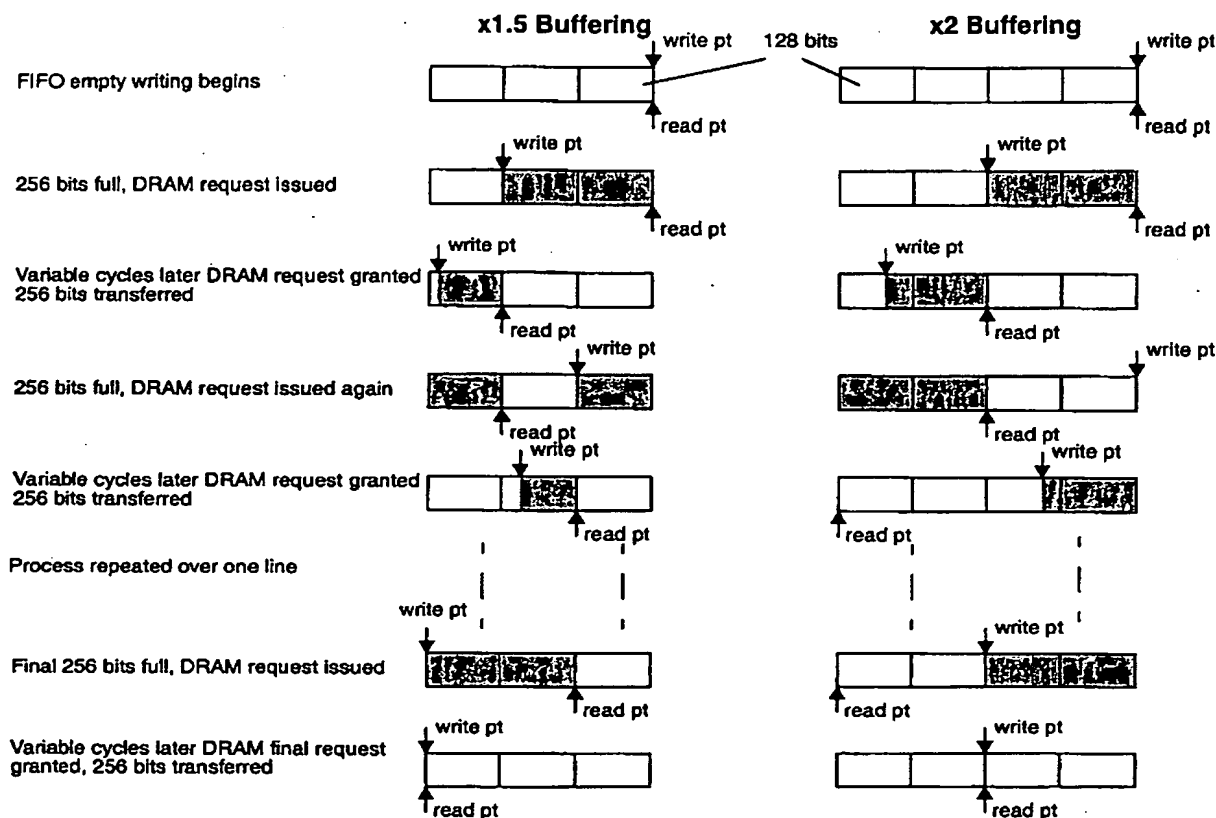 x1.5 Buffering
x2 Buffering
write pt
128 bits
write pt
FIFO empty writing begins
read pt
read pt
write pt
write pt
256 bits full, DRAM request issued
read pt
read pt
write pt
write pt
Variable cycles later DRAM request granted
256 bits transferred
read pt
read pt
write pt
write pt
256 bits full, DRAM request issued again
read pt
read pt
write pt
write pt
Variable cycles later DRAM request granted
256 bits transferred
read pt
read pt
Process repeated over one line
write pt
write pt
Final 256 bits full, DRAM request issued
read pt
read pt
write pt
write pt
Variable cycles later DRAM final request
granted, 256 bits transferred
read pt
read pt